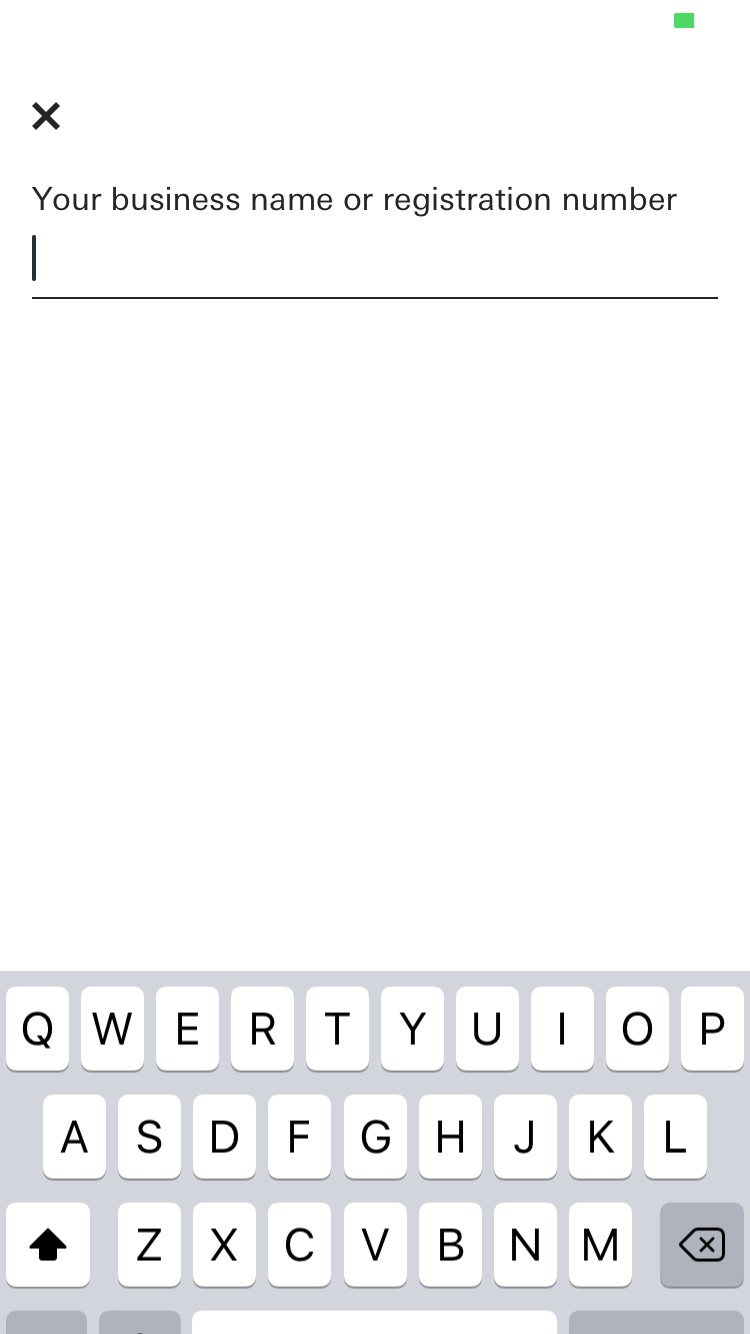 Your business name or registration number
Q W E R T Y U I O P
A S D F G H J K L
Z X C V B N M